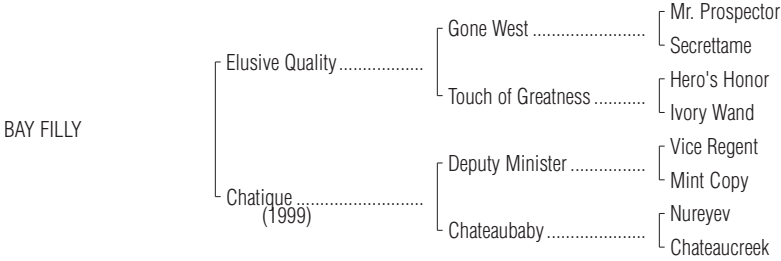 Mr. Prospector
Gone West ........................
Secrettame
Elusive Quality ..................
Hero's Honor
Touch of Greatness ...........
Ivory Wand
BAY FILLY
Vice Regent
Deputy Minister ................
Mint Copy
Chatique ...........................
(1999)
Nureyev
Chateaubaby .....................
Chateaucreek